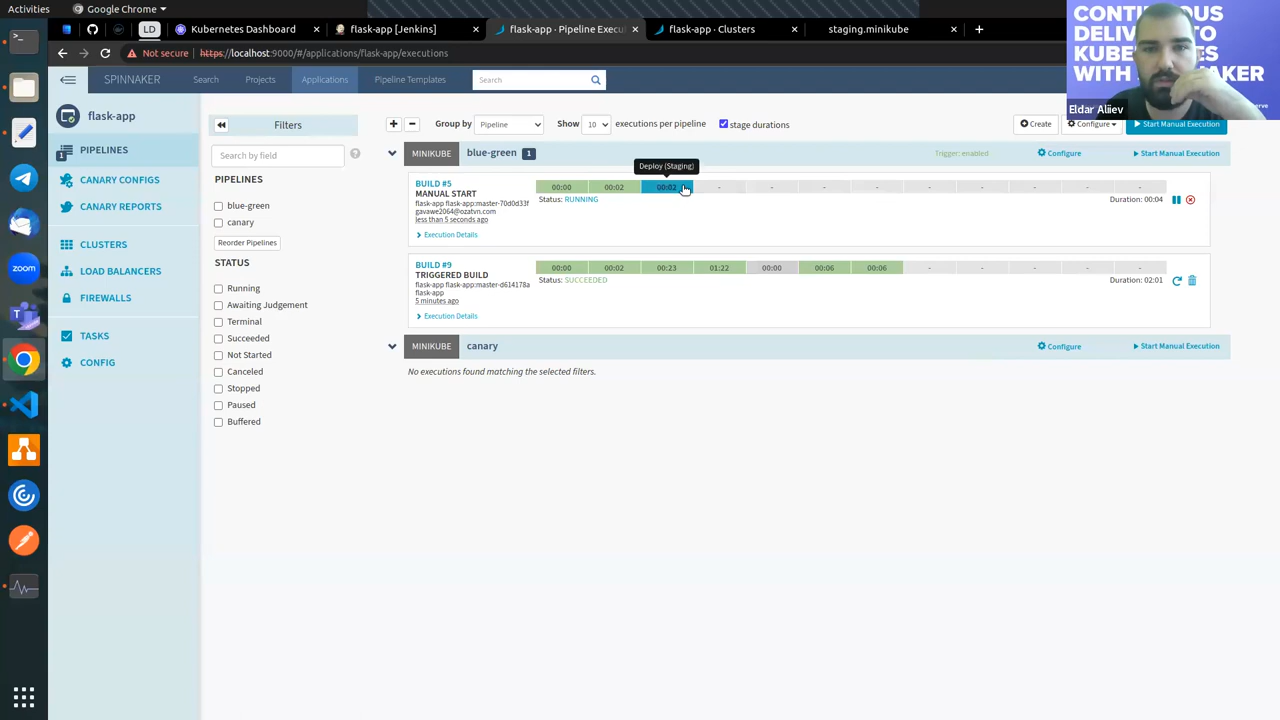 Activities
Google Chrome
LD
Kubernetes Dashboard
flask-app [Jenkins]
flask-app · Pipeline Execu
flask-app · Clusters
staging.minikube
Not secure
https://localhost:9000/#/applications/flask-app/executions
SPINNAKER
Search
Projects
Applications
Pipeline Templates
Search
CONTINUOUS
DELIVE
TO
KUBE
ES
WITH S
AKER
Eldar Aliiev
flask-app
PIPELINES
1
CANARY CONFIGS
CANARY REPORTS
CLUSTERS
LOAD BALANCERS
FIREWALLS
TASKS
CONFIG
Filters
Search by field
PIPELINES
blue-green
canary
Reorder Pipelines
STATUS
Running
Awaiting Judgement
Terminal
Succeeded
Not Started
Canceled
Stopped
Paused
Buffered
Group by
Pipeline
Show
10
executions per pipeline
stage durations
Create
Configure
Start Manual Execution
MINIKUBE
blue-green
1
Deploy (Staging)
Trigger: enabled
Configure
Start Manual Execution
BUILD #5
MANUAL START
flask-app flask-app:master-70d0d33f
gavawe2064@ozatvn.com
less than 5 seconds ago
Execution Details
00:00 00:02 00:02 - - - - - - - - -
Status: RUNNING
Duration: 00:04
BUILD #9
TRIGGERED BUILD
flask-app flask-app:master-d614178a
flask-app
5 minutes ago
Execution Details
00:00 00:02 00:23 01:22 00:00 00:06 00:06 - - - - -
Status: SUCCEEDED
Duration: 02:01
MINIKUBE
canary
Configure
Start Manual Execution
No executions found matching the selected filters.